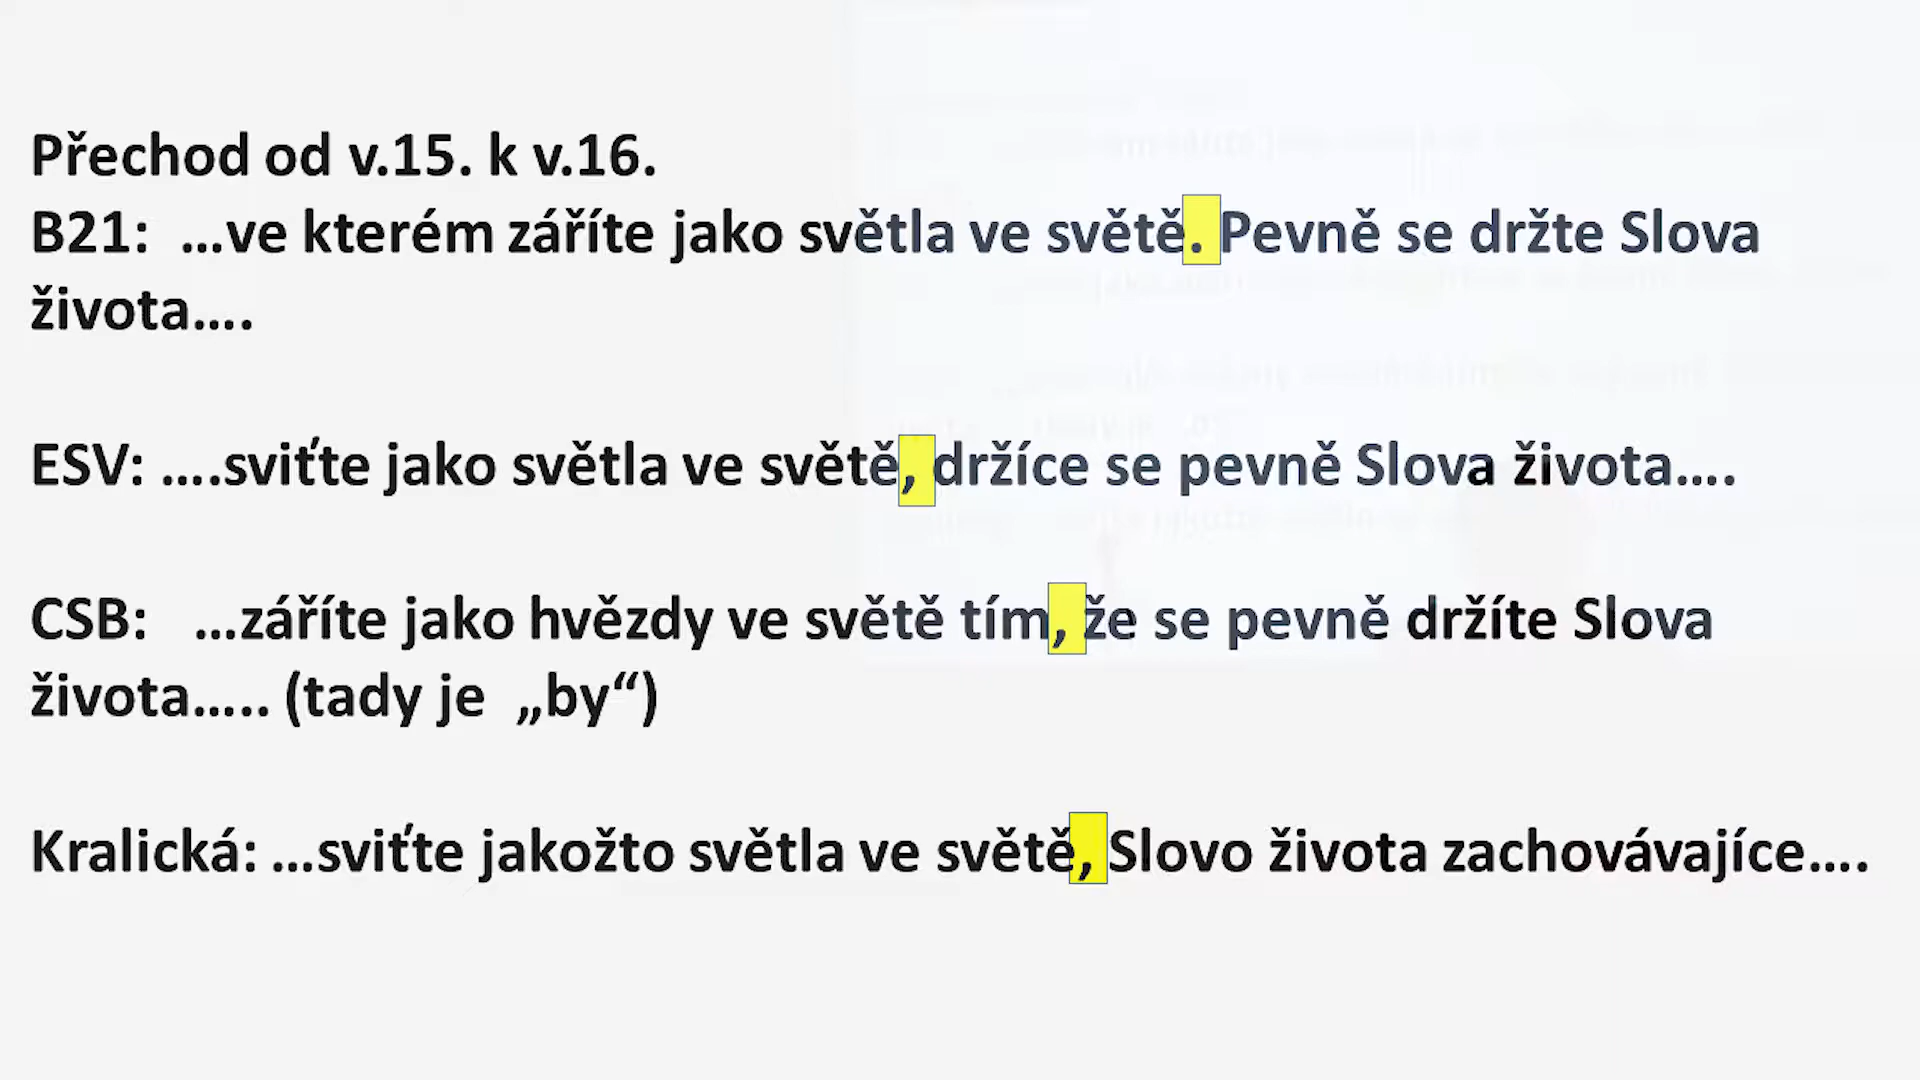 Přechod od v.15. k v.16.
B21: …ve kterém záříte jako světla ve světě. Pevně se držte Slova
života….
ESV: ….sviťte jako světla ve světě, držíce se pevně Slova života….
CSB: …záříte jako hvězdy ve světě tím, že se pevně držíte Slova
života….. (tady je „by“)
Kralická: …sviťte jakožto světla ve světě, Slovo života zachovávajíce….